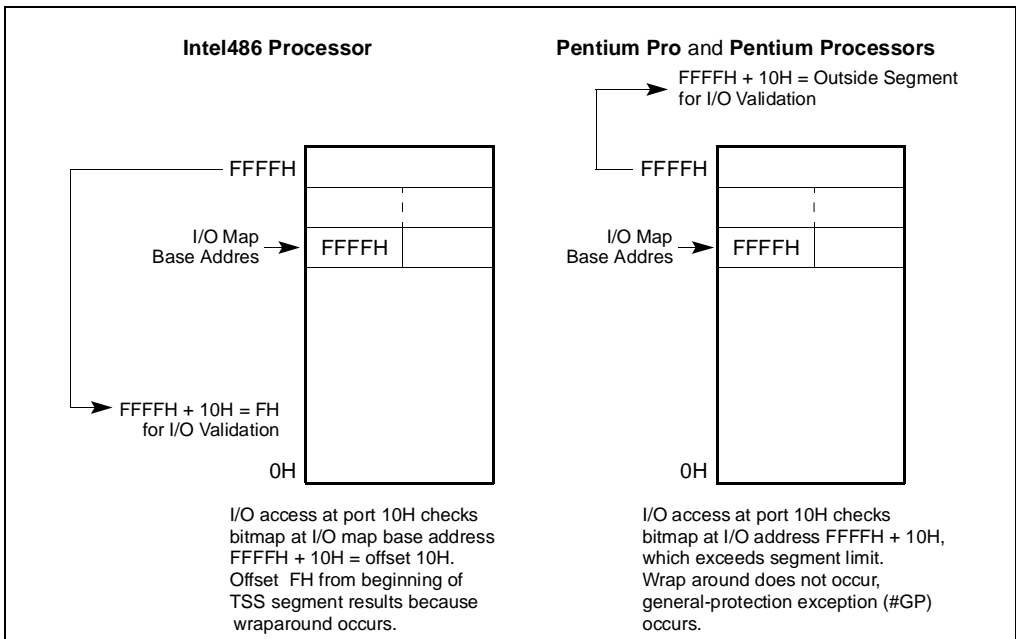 Intel486 Processor
FFFFH
I/O Map
Base Addres
FFFFH
FFFFH + 10H = FH
for I/O Validation
0H
I/O access at port 10H checks
bitmap at I/O map base address
FFFFH + 10H = offset 10H.
Offset FH from beginning of
TSS segment results because
wraparound occurs.
Pentium Pro and Pentium Processors
FFFFH + 10H = Outside Segment
for I/O Validation
FFFFH
I/O Map
Base Addres
FFFFH
0H
I/O access at port 10H checks
bitmap at I/O address FFFFH + 10H,
which exceeds segment limit.
Wrap around does not occur,
general-protection exception (#GP)
occurs.